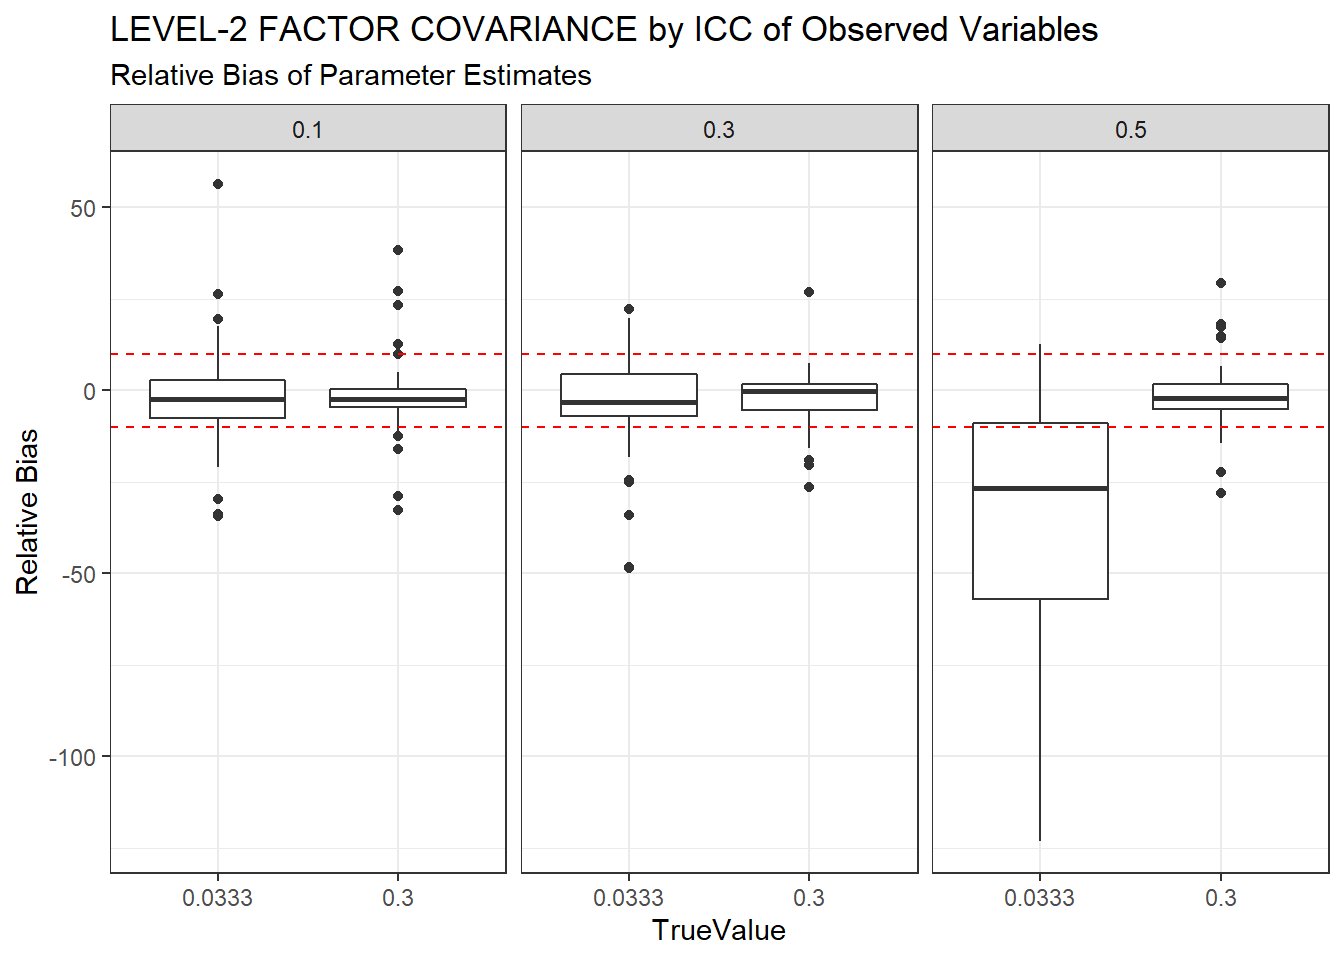 LEVEL-2 FACTOR COVARIANCE by ICC of Observed Variables
Relative Bias of Parameter Estimates
0.1 0.3 0.5
50
0
-50
-100
Relative Bias
0.0333 0.3 0.0333 0.3 0.0333 0.3
TrueValue